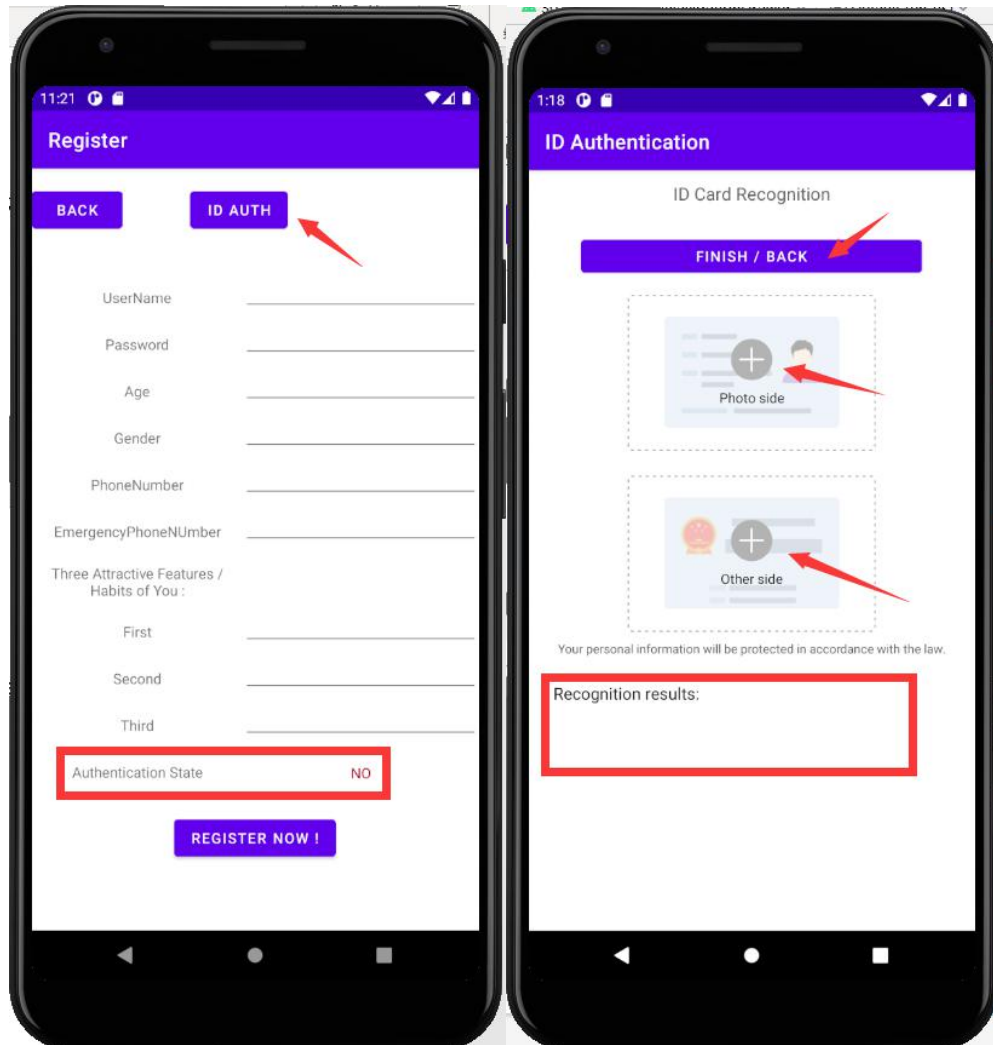 11:21
Register
BACK
ID AUTH
UserName
Password
Age
Gender
PhoneNumber
EmergencyPhoneNUmber
Three Attractive Features /
Habits of You :
First
Second
Third
Authentication State NO
REGISTER NOW !
1:18
ID Authentication
ID Card Recognition
FINISH / BACK
Photo side
Other side
Your personal information will be protected in accordance with the law.
Recognition results: